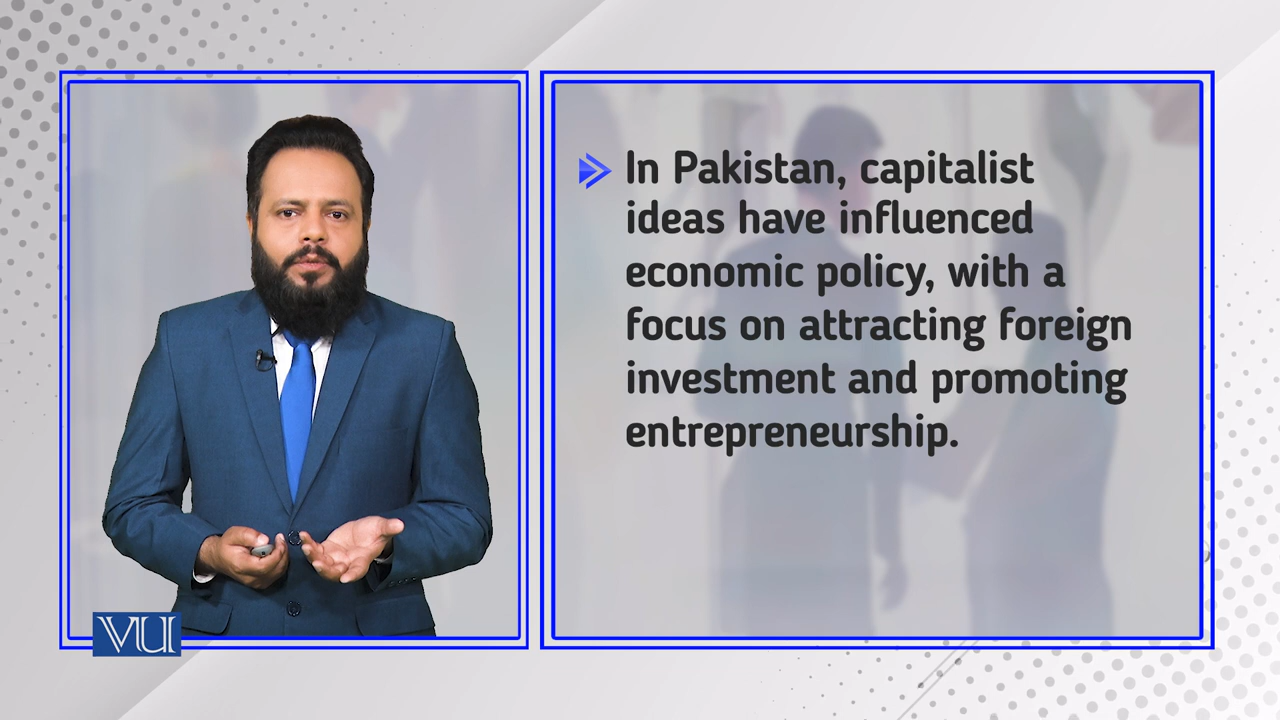 In Pakistan, capitalist
ideas have influenced
economic policy, with a
focus on attracting foreign
investment and promoting
entrepreneurship.
VU